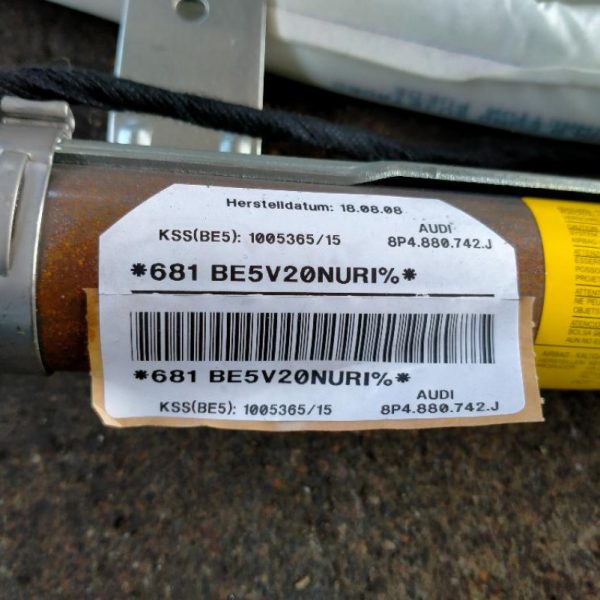 Herstelldatum: 18.08.08
KSS(BE5): 1005365/15
AUDI
8P4.880.742.J
*681 BE5V20NURI%*
*681 BE5V20NURI%*
KSS(BE5): 1005365/15
AUDI
8P4.880.742.J